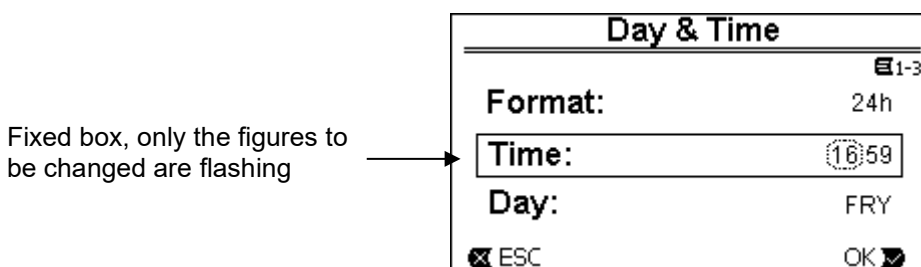 Day & Time
1-3
Format: 24h
Fixed box, only the figures to
be changed are flashing
Time: 16:59
Day: FRY
ESC OK